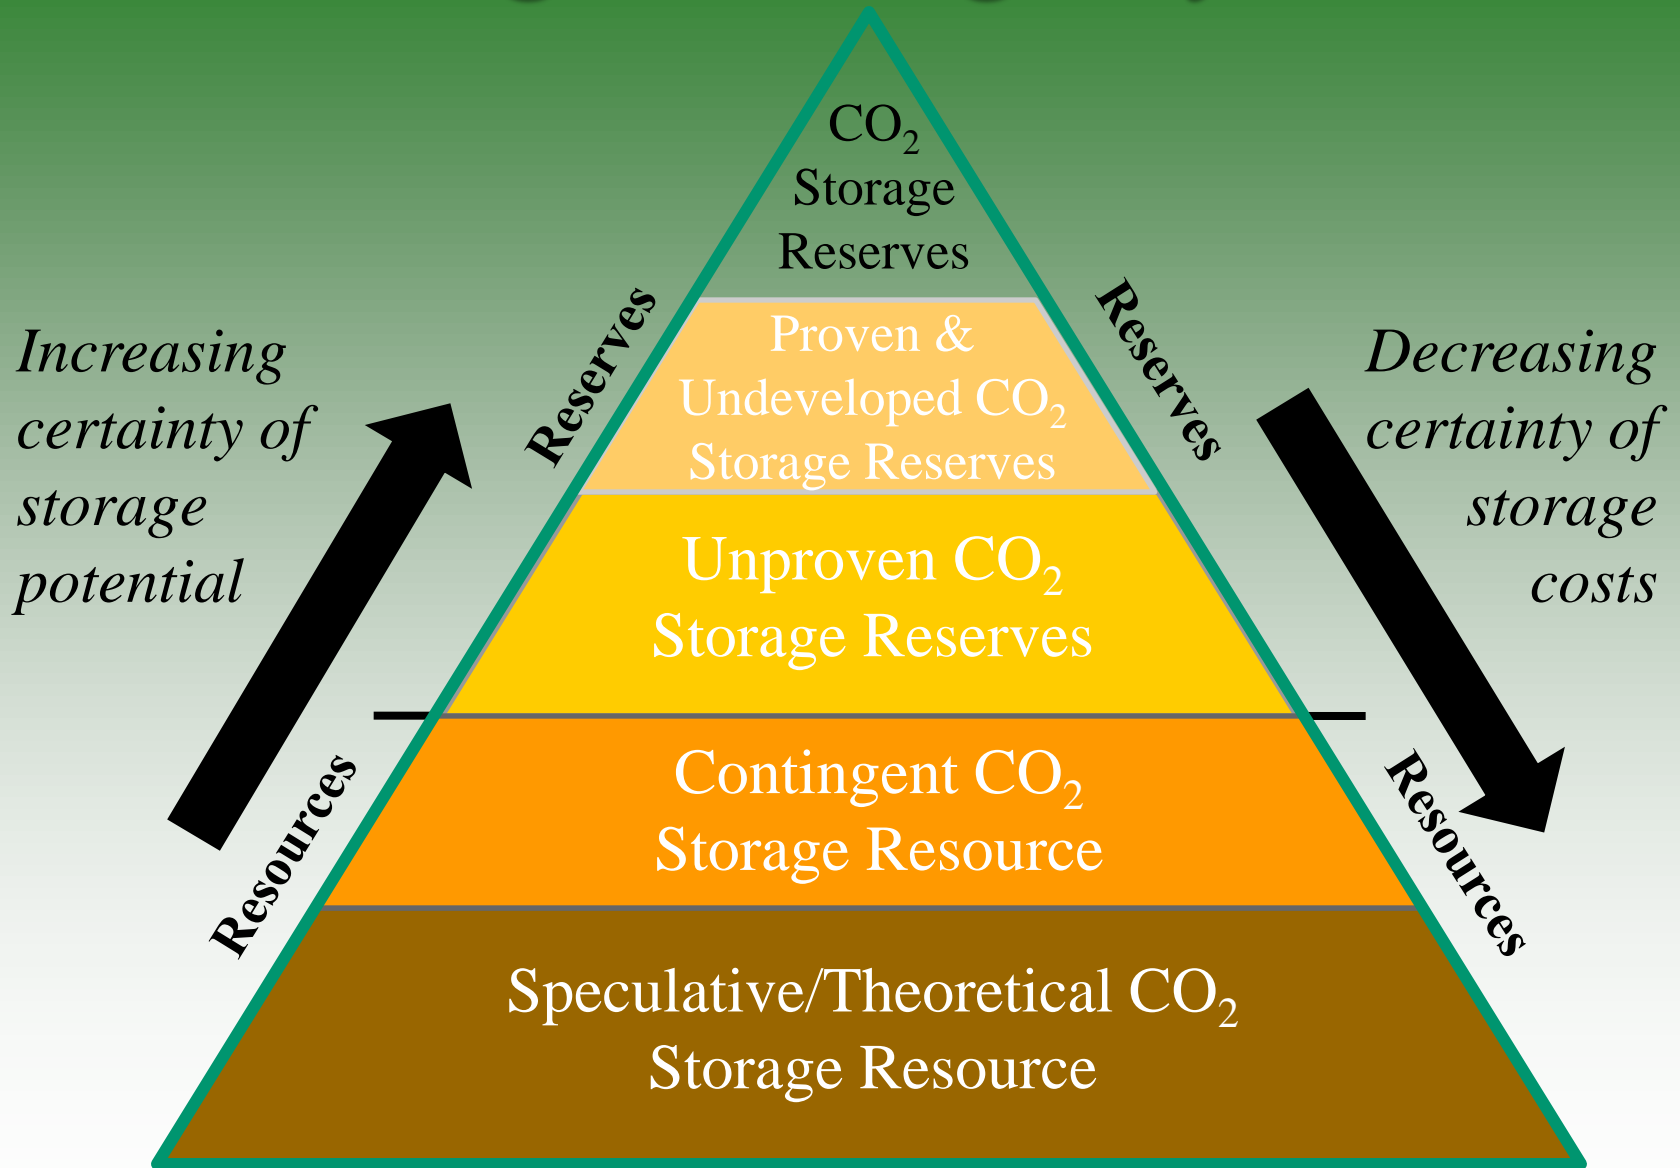 CO₂
Storage
Reserves
Proven &
Undeveloped CO₂
Storage Reserves
Unproven CO₂
Storage Reserves
Contingent CO₂
Storage Resource
Speculative/Theoretical CO₂
Storage Resource
Increasing
certainty of
storage
potential
Reserves
Resources
Reserves
Resources
Decreasing
certainty of
storage
costs